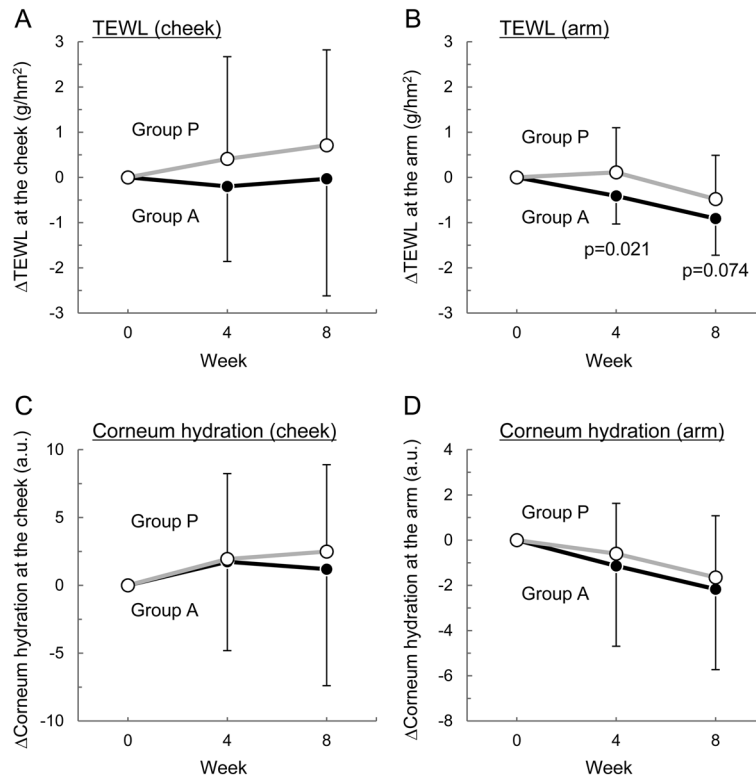 A
TEWL (cheek)
ΔTEWL at the cheek (g/hm²)
3
2
1
0
-1
-2
-3
Group P
Group A
0 4 8
Week
B
TEWL (arm)
ΔTEWL at the arm (g/hm²)
3
2
1
0
-1
-2
-3
Group P
Group A
p=0.021
p=0.074
0 4 8
Week
C
Corneum hydration (cheek)
ΔCorneum hydration at the cheek (a.u.)
10
5
0
-5
-10
Group P
Group A
0 4 8
Week
D
Corneum hydration (arm)
ΔCorneum hydration at the arm (a.u.)
4
2
0
-2
-4
-6
-8
Group P
Group A
0 4 8
Week